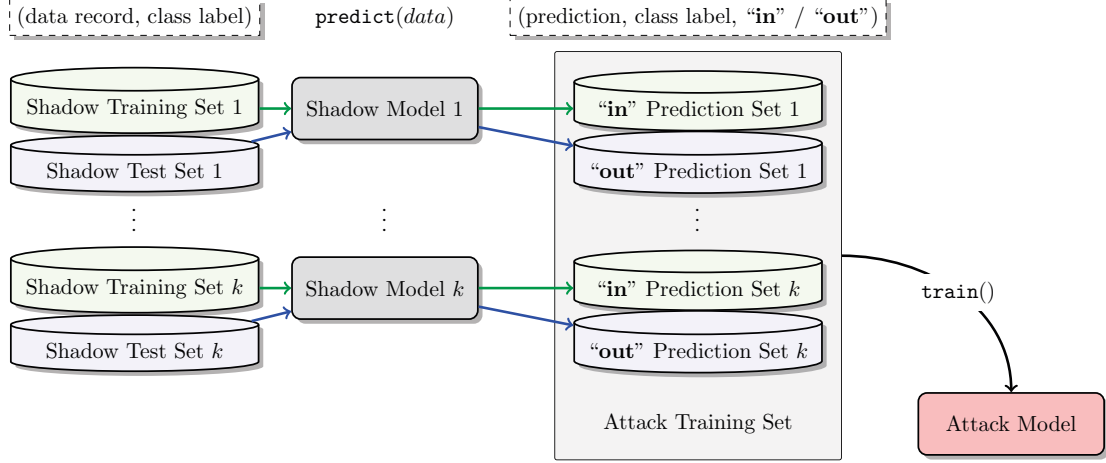 (data record, class label)
predict(data)
(prediction, class label, “in” / “out”)
Shadow Training Set 1
Shadow Model 1
“in” Prediction Set 1
Shadow Test Set 1
“out” Prediction Set 1
⋮
⋮
⋮
Shadow Training Set k
Shadow Model k
“in” Prediction Set k
train()
Shadow Test Set k
“out” Prediction Set k
Attack Training Set
Attack Model